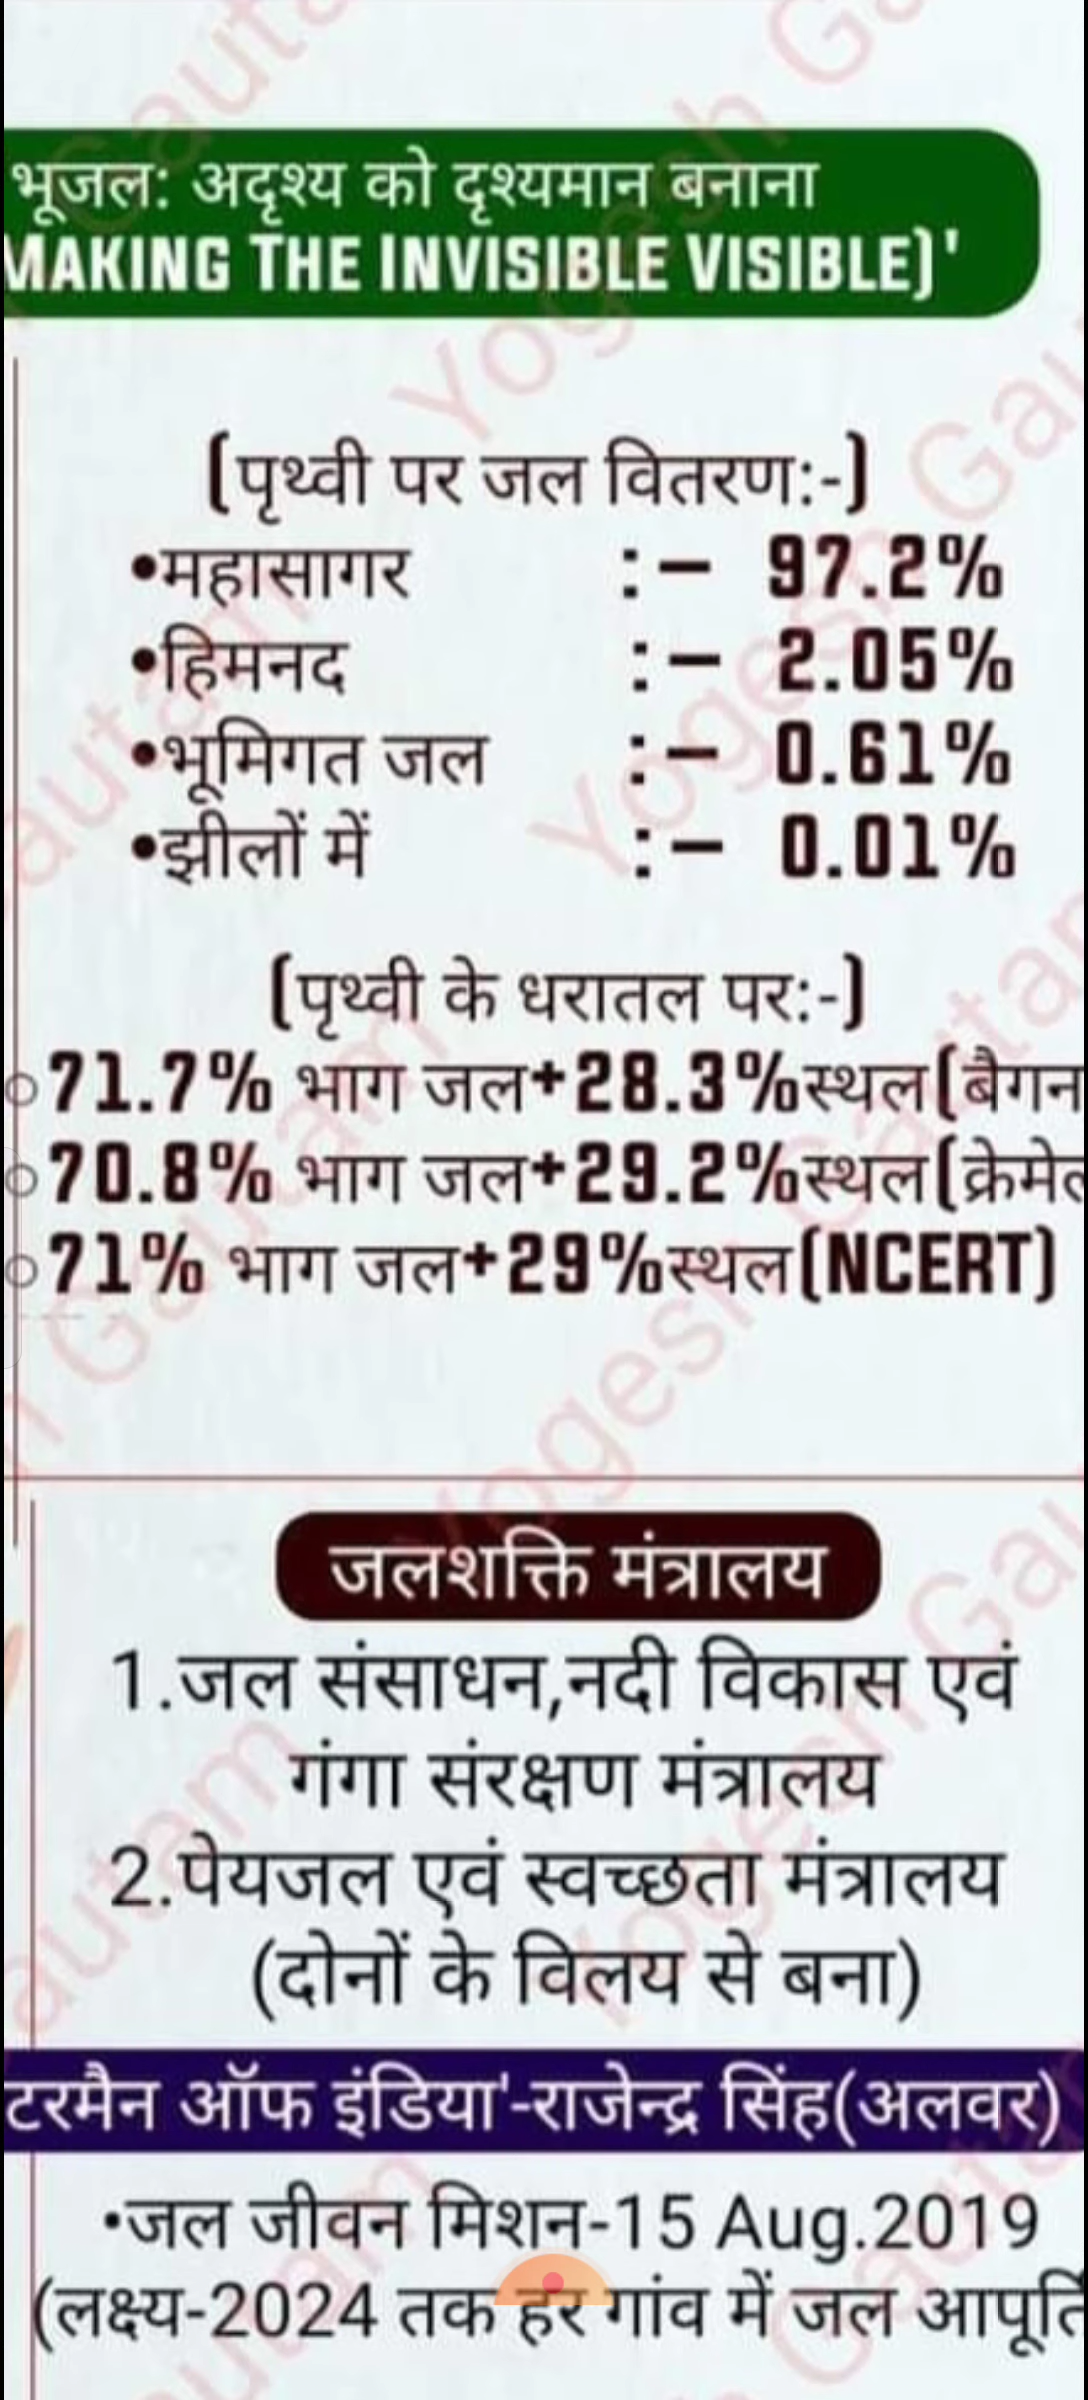 भूजल: अदृश्य को दृश्यमान बनाना
MAKING THE INVISIBLE VISIBLE)'
(पृथ्वी पर जल वितरण:-)
•महासागर :- 97.2%
•हिमनद :- 2.05%
•भूमिगत जल :- 0.61%
•झीलों में :- 0.01%
(पृथ्वी के धरातल पर:-)
○71.7% भाग जल+28.3%स्थल(बैगन
○70.8% भाग जल+29.2%स्थल(क्रेमे
○71% भाग जल+29%स्थल(NCERT)
जलशक्ति मंत्रालय
1.जल संसाधन,नदी विकास एवं
गंगा संरक्षण मंत्रालय
2.पेयजल एवं स्वच्छता मंत्रालय
(दोनों के विलय से बना)
टरमैन ऑफ इंडिया'-राजेन्द्र सिंह(अलवर)
•जल जीवन मिशन-15 Aug.2019
(लक्ष्य-2024 तक हर गांव में जल आपूर्ति
Yogesh Gautam